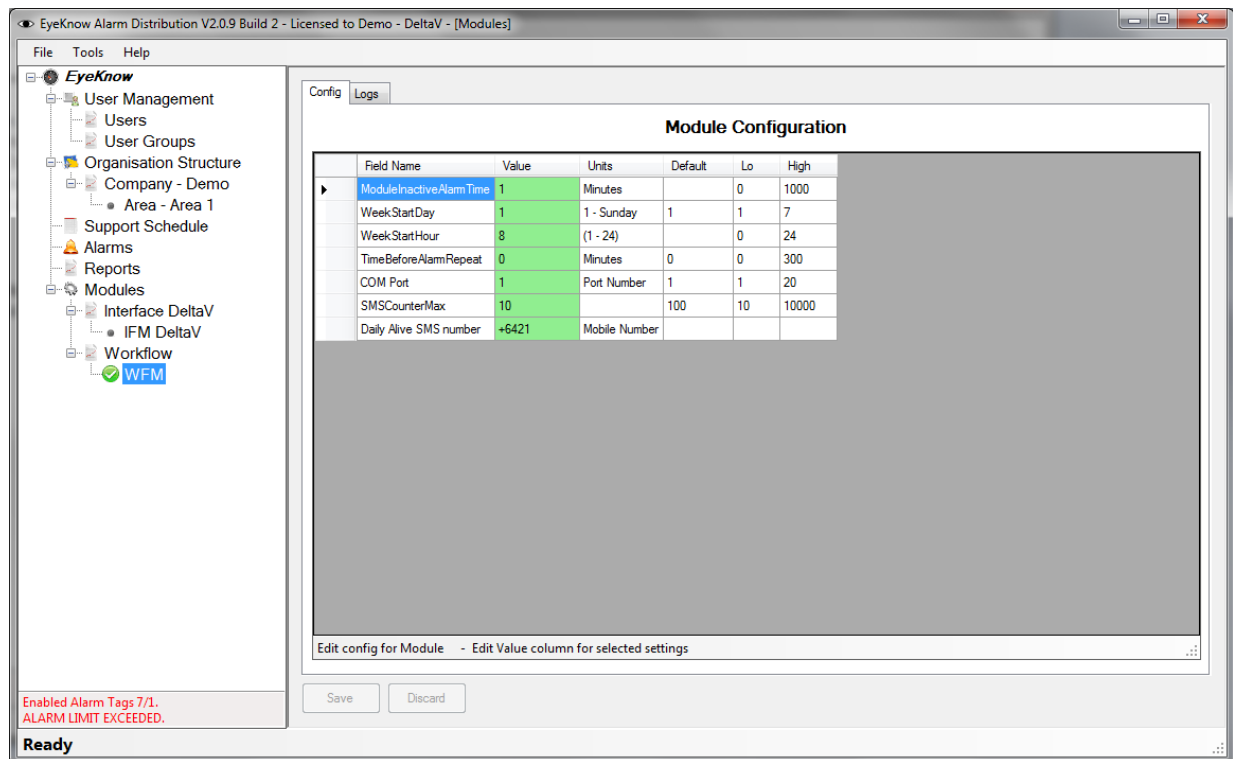 EyeKnow Alarm Distribution V2.0.9 Build 2 - Licensed to Demo - DeltaV - [Modules]
File Tools Help
EyeKnow
User Management
Users
User Groups
Organisation Structure
Company - Demo
Area - Area 1
Support Schedule
Alarms
Reports
Modules
Interface DeltaV
IFM DeltaV
Workflow
WFM
Enabled Alarm Tags 7/1.
ALARM LIMIT EXCEEDED.
Config Logs
Module Configuration
Field Name Value Units Default Lo High
ModuleInactiveAlarmTime 1 Minutes 0 1000
WeekStartDay 1 1 - Sunday 1 1 7
WeekStartHour 8 (1 - 24) 0 24
TimeBeforeAlarmRepeat 0 Minutes 0 0 300
COM Port 1 Port Number 1 1 20
SMSCounterMax 10 100 10 10000
Daily Alive SMS number +6421 Mobile Number
Edit config for Module - Edit Value column for selected settings
Save Discard
Ready